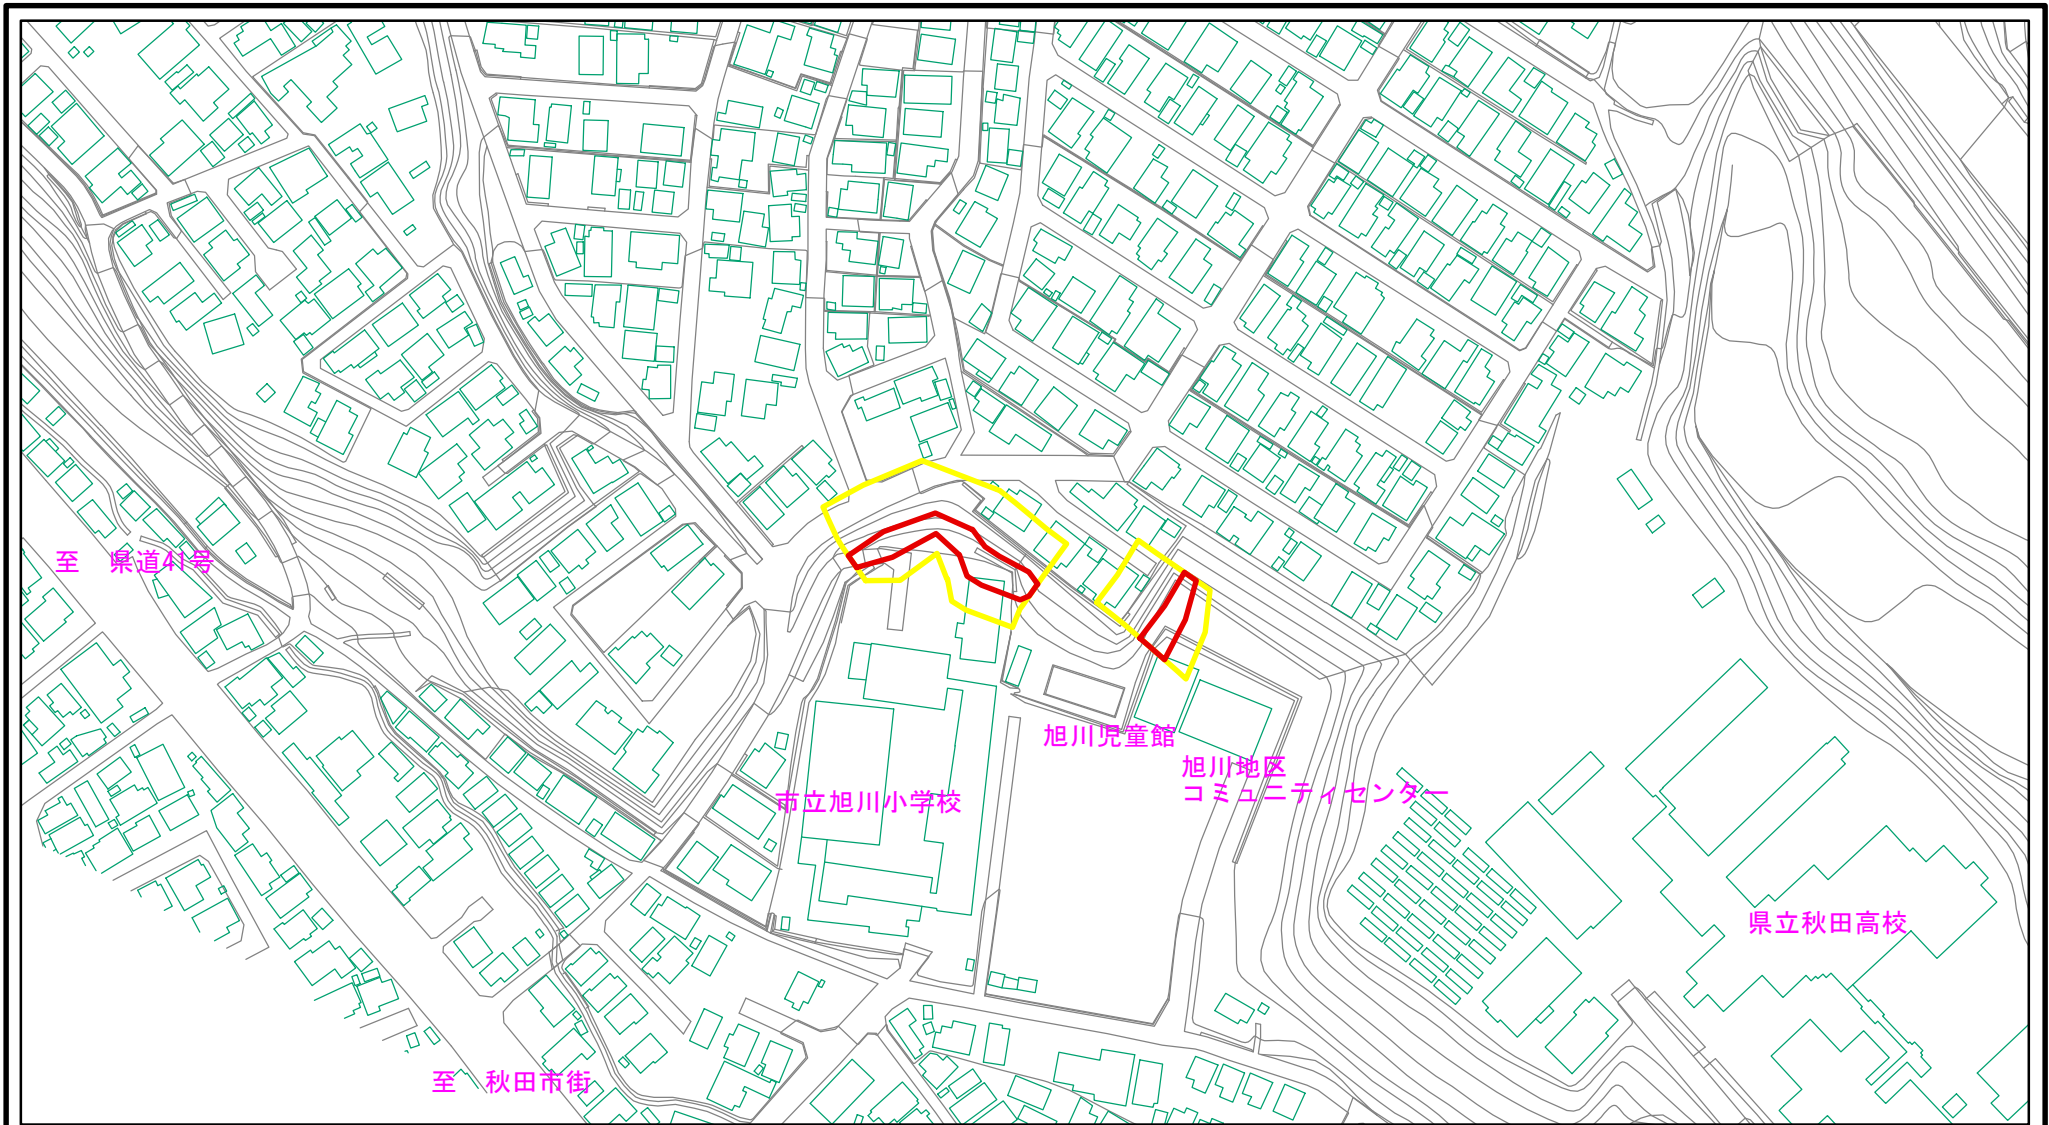 至　県道41号
旭川児童館
旭川地区
コミュニティセンター
市立旭川小学校
県立秋田高校
至　秋田市街